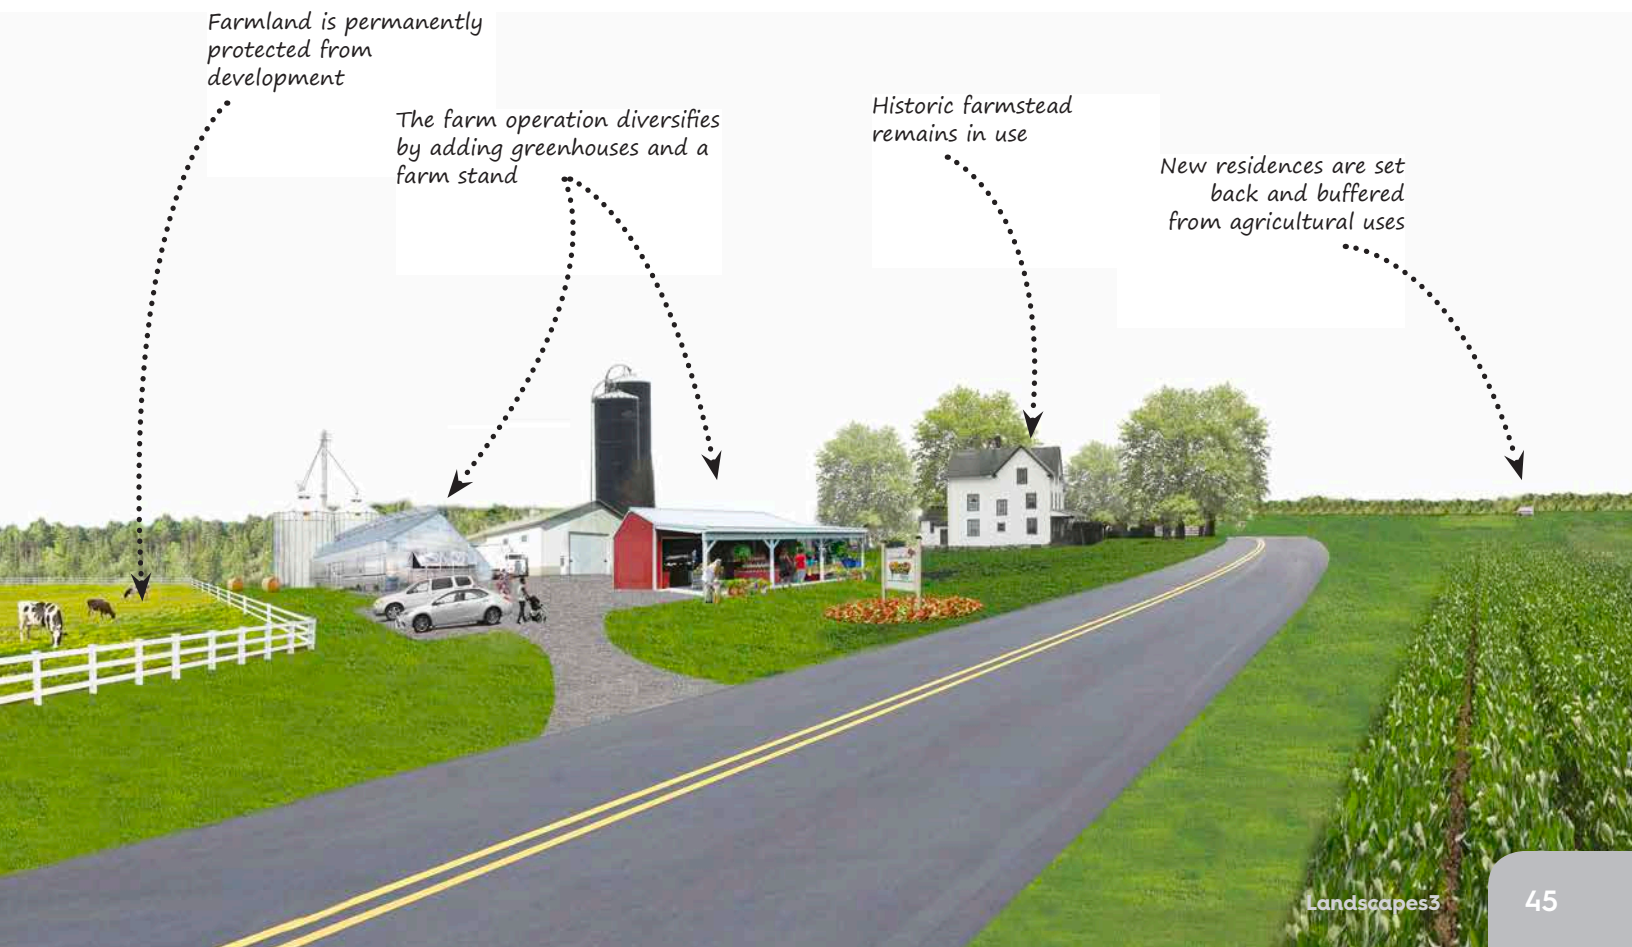 Farmland is permanently
protected from
development
The farm operation diversifies
by adding greenhouses and a
farm stand
Historic farmstead
remains in use
New residences are set
back and buffered
from agricultural uses
Landscapes3
45